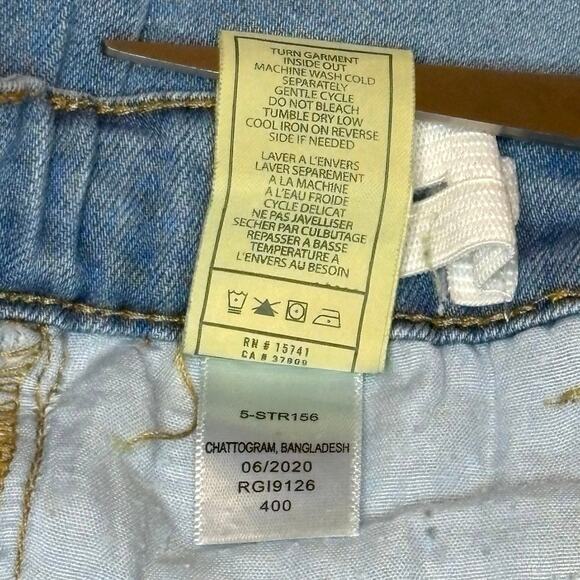 TURN GARMENT
INSIDE OUT
MACHINE WASH COLD
SEPARATELY
GENTLE CYCLE
DO NOT BLEACH
TUMBLE DRY LOW
COOL IRON ON REVERSE
SIDE IF NEEDED
LAVER A L'ENVERS
LAVER SEPAREMENT
A LA MACHINE
A L'EAU FROIDE
CYCLE DELICAT
NE PAS JAVELLISER
SECHER PAR CULBUTAGE
REPASSER A BASSE
TEMPERATURE A
L'ENVERS AU BESOIN
RN # 15741
CA #
5-STR156
CHATTOGRAM, BANGLADESH
06/2020
RGI9126
400